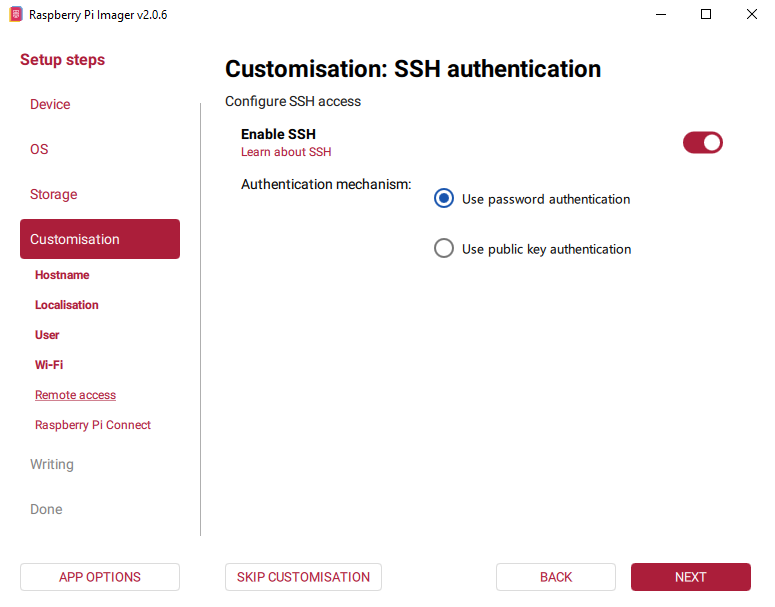 Raspberry Pi Imager v2.0.6
Setup steps
Device
OS
Storage
Customisation
Hostname
Localisation
User
Wi-Fi
Remote access
Raspberry Pi Connect
Writing
Done
APP OPTIONS
Customisation: SSH authentication
Configure SSH access
Enable SSH
Learn about SSH
Authentication mechanism:
Use password authentication
Use public key authentication
SKIP CUSTOMISATION
BACK
NEXT